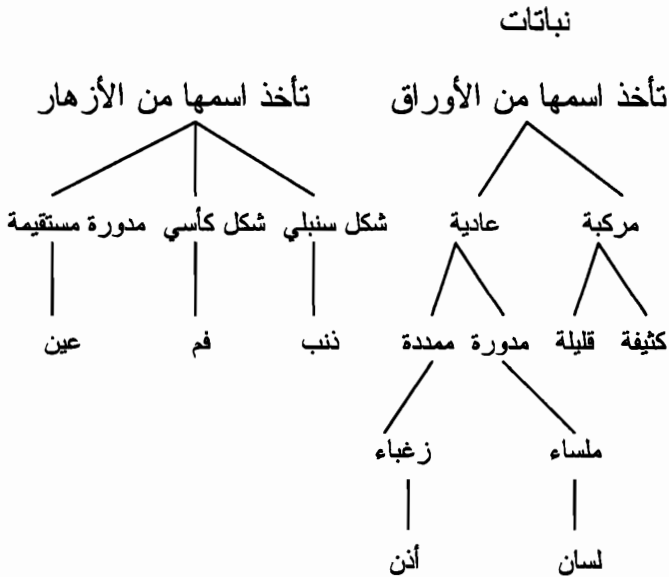 نباتات
تأخذ اسمها من الأوراق تأخذ اسمها من الأزهار
مركبة عادية شكل سنبلي شكل كأسي مدورة مستقيمة
كثيفة قليلة مدورة ممددة ذنب فم عين
ملساء زغباء
لسان أذن